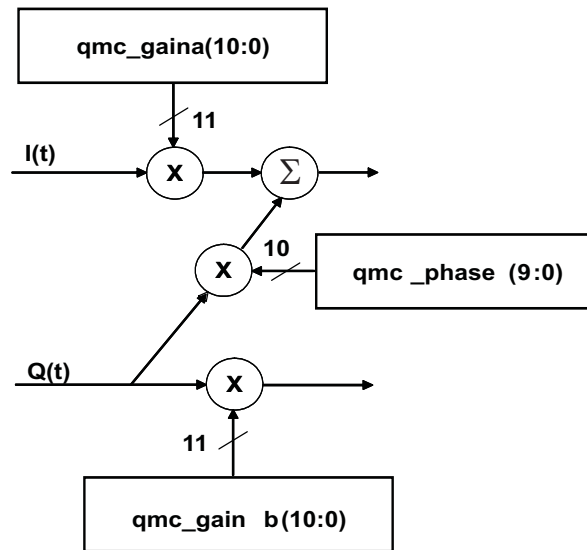 qmc_gaina(10:0)
11
I(t)
X
Σ
10
X
qmc _phase (9:0)
Q(t)
X
11
qmc_gain b(10:0)